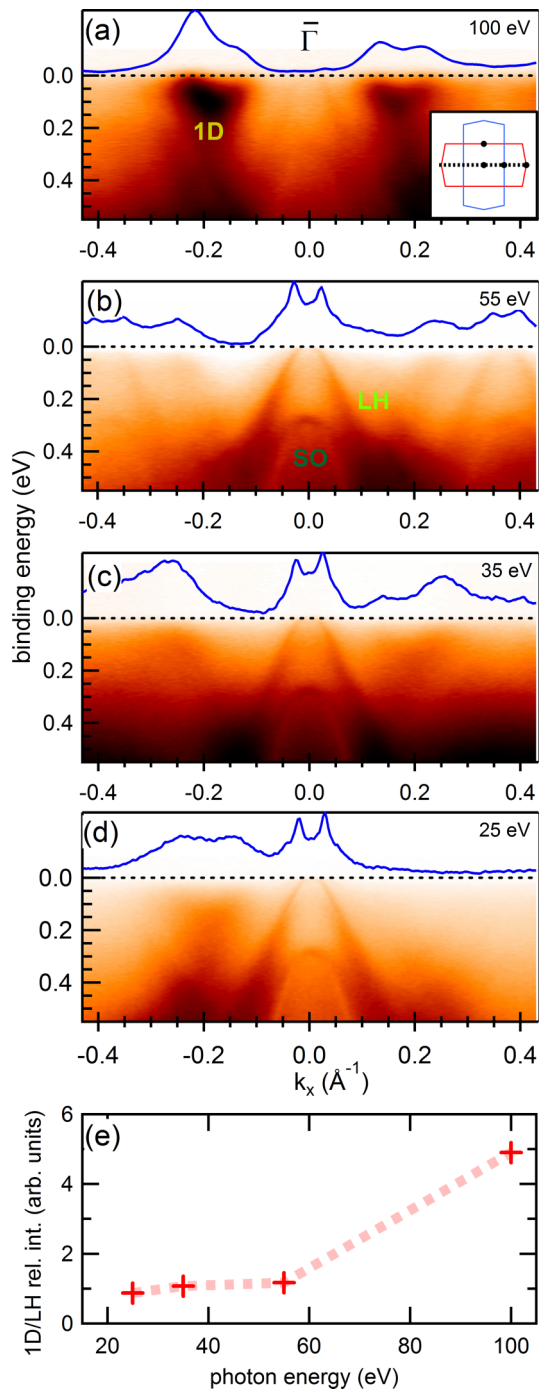 (a)
Γ̅
100 eV
1D
0.0
0.2
0.4
-0.4
-0.2
0.0
0.2
0.4
(b)
55 eV
LH
SO
0.0
0.2
0.4
-0.4
-0.2
0.0
0.2
0.4
binding energy (eV)
(c)
35 eV
0.0
0.2
0.4
-0.4
-0.2
0.0
0.2
0.4
(d)
25 eV
0.0
0.2
0.4
-0.4
-0.2
0.0
0.2
0.4
kₓ (Å⁻¹)
(e)
1D/LH rel. int. (arb. units)
6
4
2
0
20
40
60
80
100
photon energy (eV)